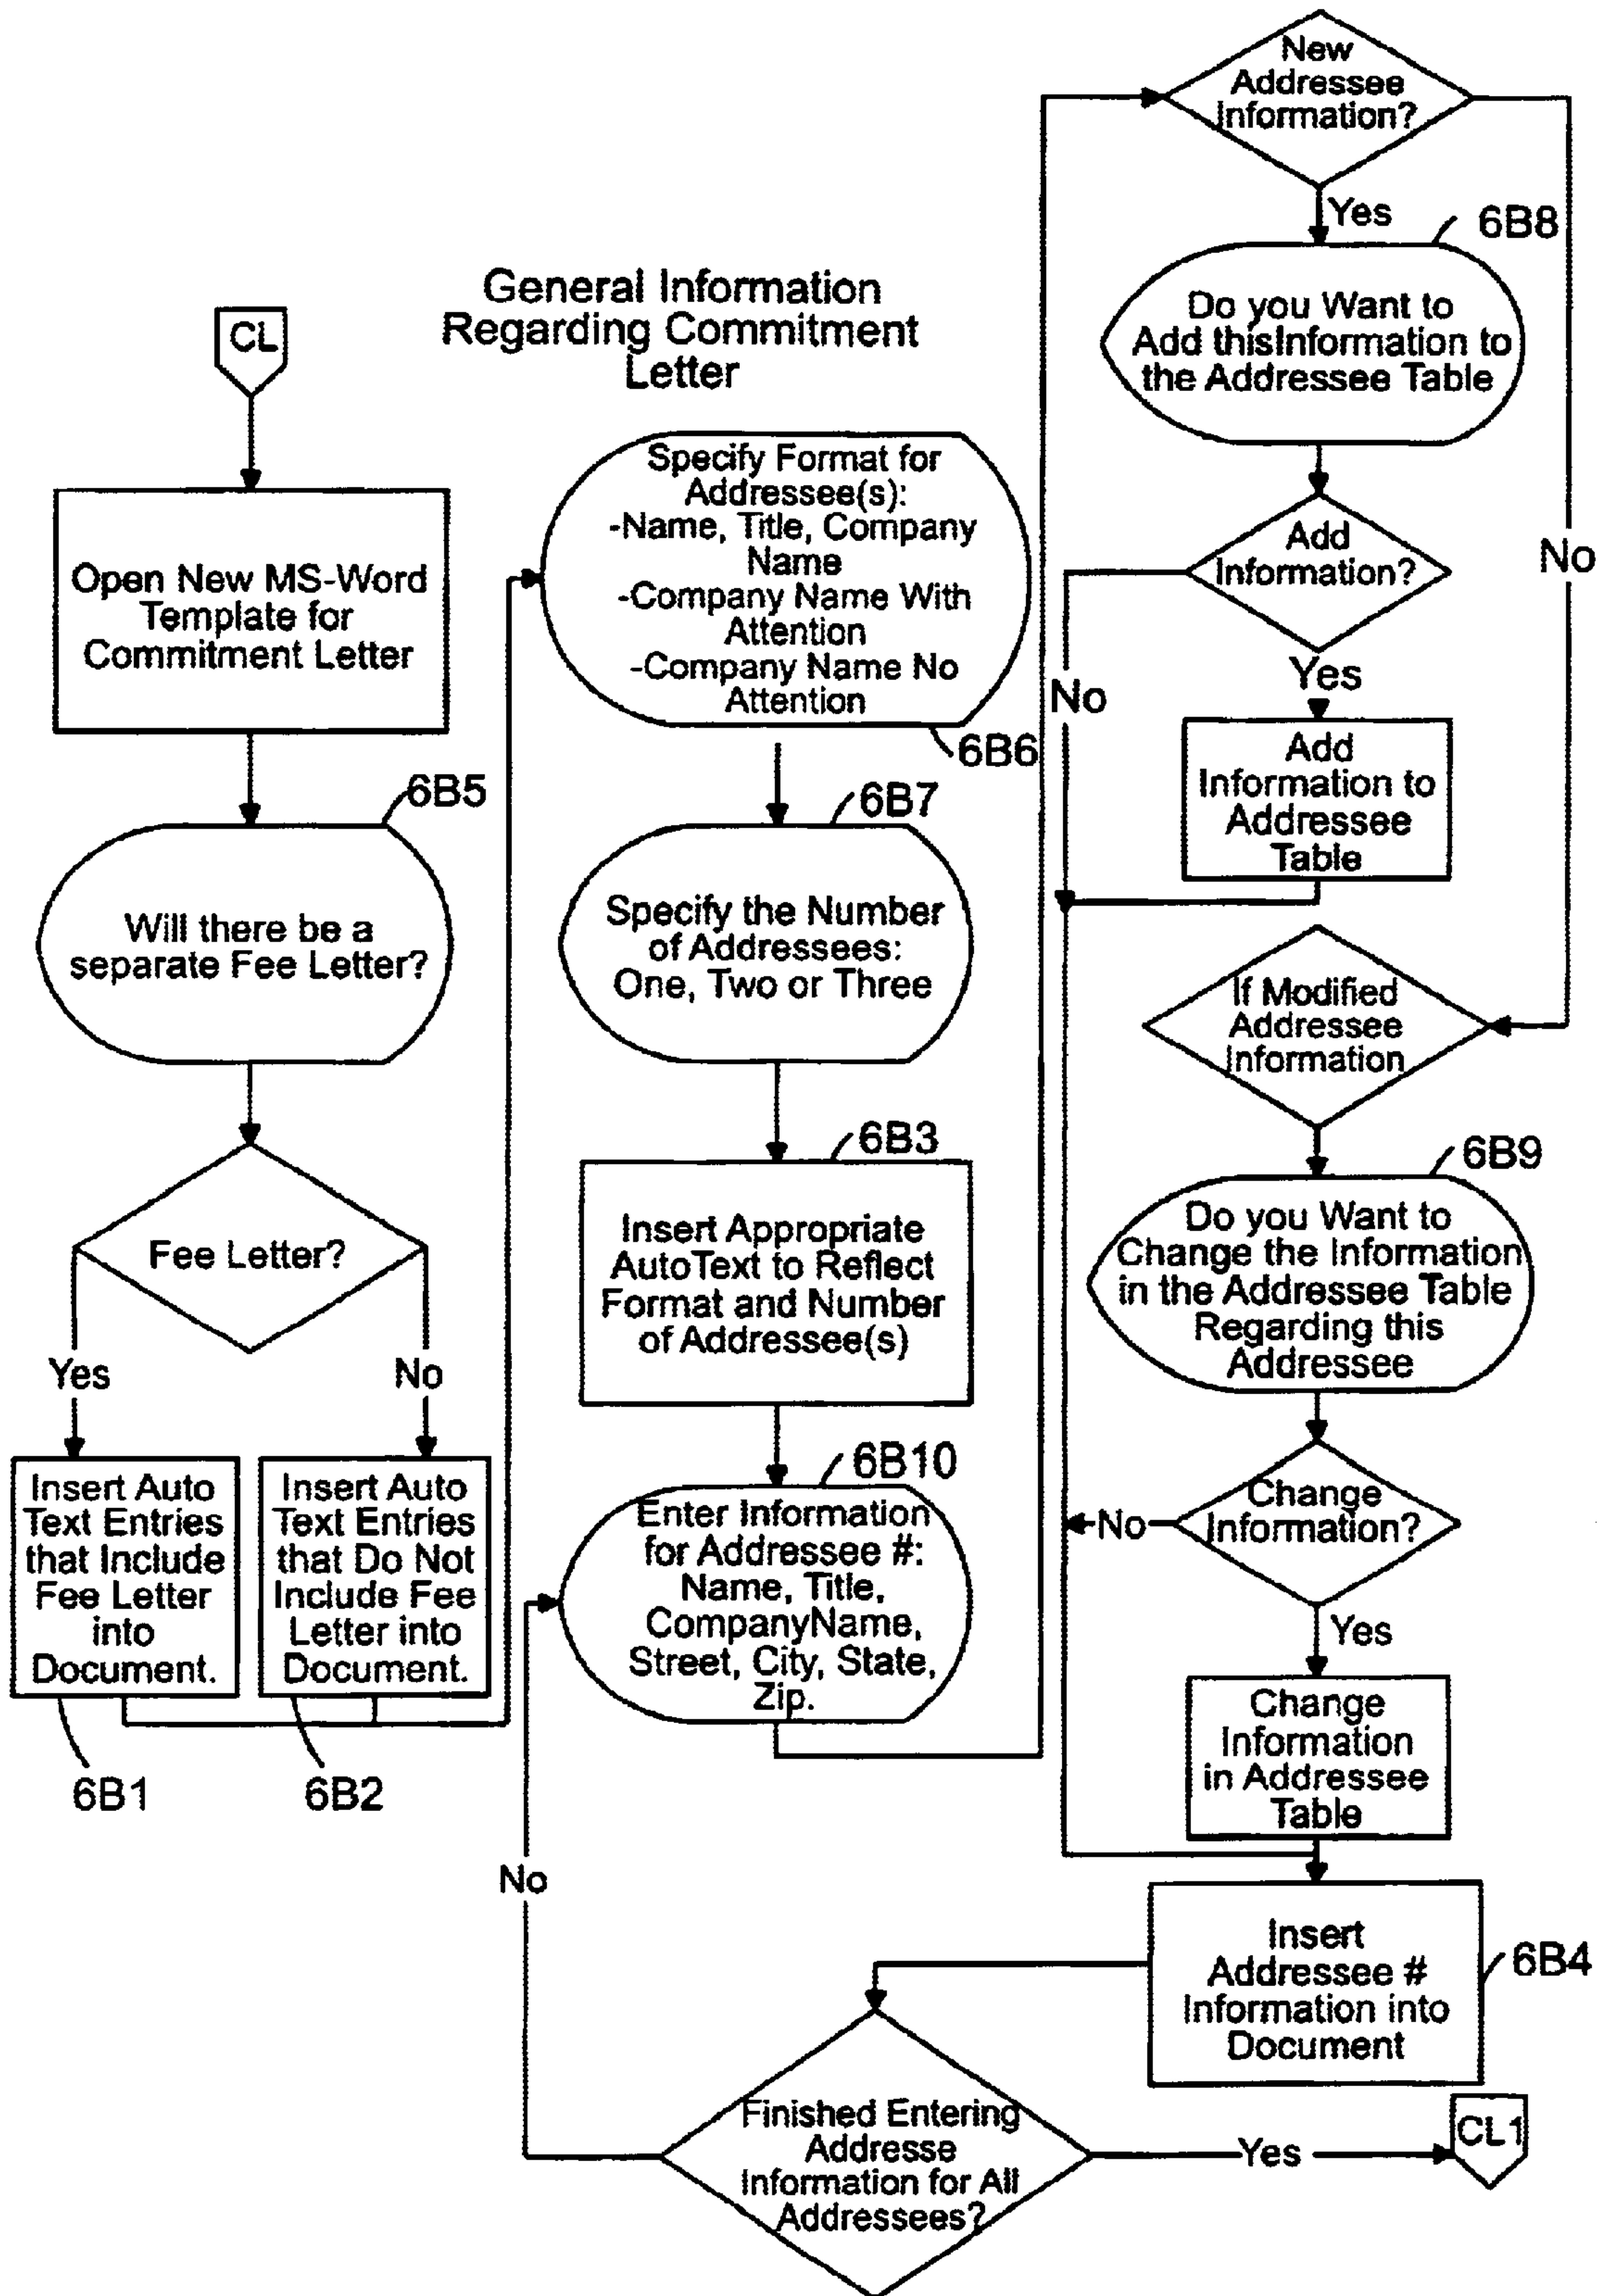 General Information
Regarding Commitment
Letter
CL
Open New MS-Word
Template for
Commitment Letter
6B5
Will there be a
separate Fee Letter?
Fee Letter?
Yes
No
Insert Auto
Text Entries
that Include
Fee Letter
into
Document.
6B1
Insert Auto
Text Entries
that Do Not
Include Fee
Letter into
Document.
6B2
Specify Format for
Addressee(s):
-Name, Title, Company
Name
-Company Name With
Attention
-Company Name No
Attention
6B6
6B7
Specify the Number
of Addressees:
One, Two or Three
6B3
Insert Appropriate
AutoText to Reflect
Format and Number
of Addressee(s)
6B10
Enter Information
for Addressee #:
Name, Title,
CompanyName,
Street, City, State,
Zip.
New
Addressee
Information?
Yes
No
6B8
Do you Want to
Add thisInformation to
the Addressee Table
Add
Information?
No
Yes
Add
Information to
Addressee
Table
If Modified
Addressee
Information
6B9
Do you Want to
Change the Information
in the Addressee Table
Regarding this
Addressee
Change
Information?
No
Yes
Change
Information
in Addressee
Table
Insert
Addressee #
Information into
Document
6B4
Finished Entering
Addresse
Information for All
Addressees?
No
Yes
CL1